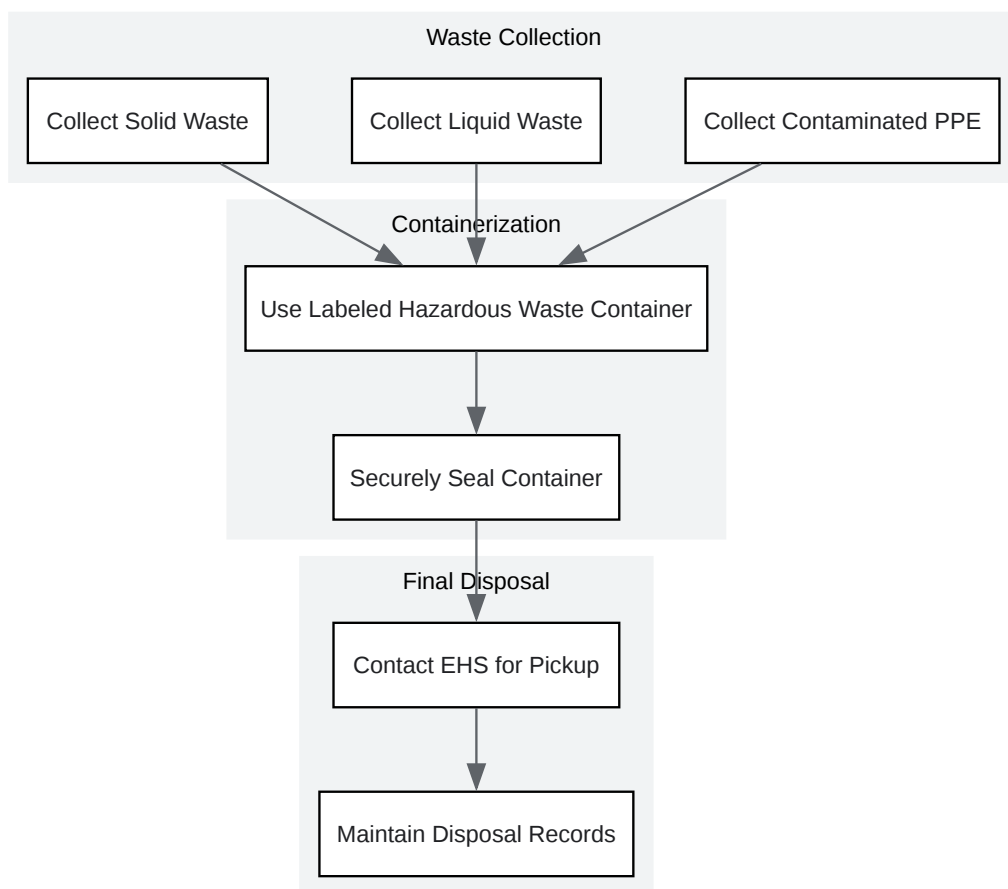 Waste Collection
Collect Solid Waste
Collect Liquid Waste
Collect Contaminated PPE
Containerization
Use Labeled Hazardous Waste Container
Securely Seal Container
Final Disposal
Contact EHS for Pickup
Maintain Disposal Records